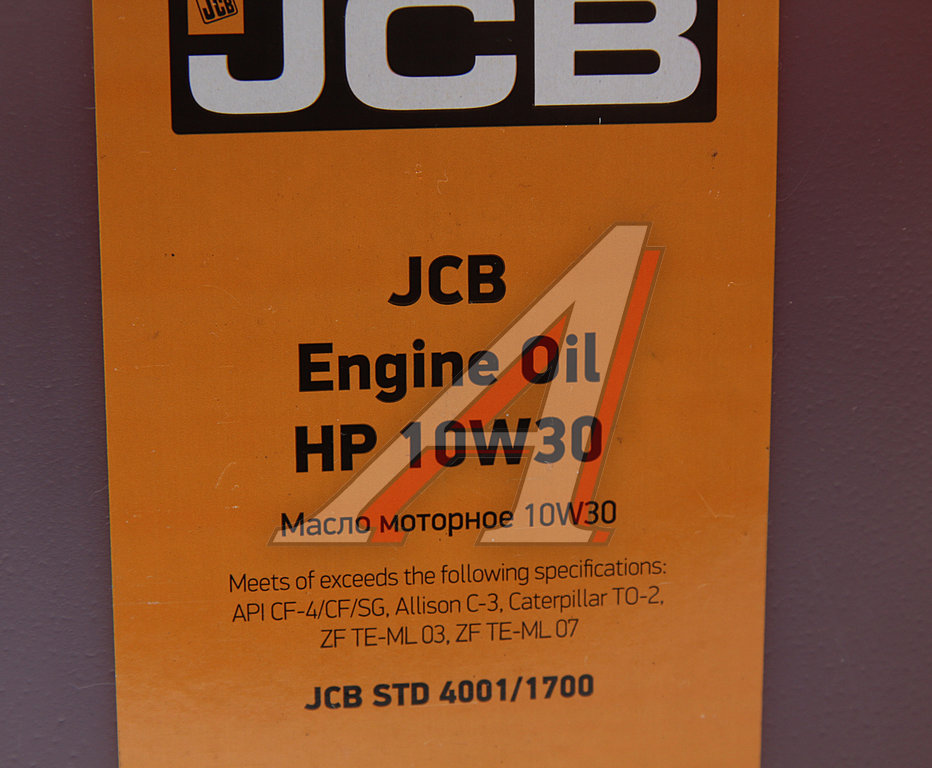 JCB
JCB
JCB
Engine Oil
HP 10W30
Масло моторное 10W30
Meets of exceeds the following specifications:
API CF-4/CF/SG, Allison C-3, Caterpillar TO-2,
ZF TE-ML 03, ZF TE-ML 07
JCB STD 4001/1700